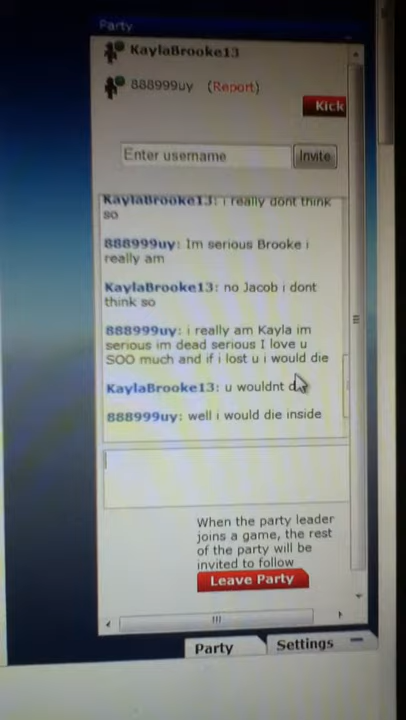 Party
KaylaBrooke13
888999uy (Report)
Kick
Enter username Invite
KaylaBrooke13: i really dont think
so
888999uy: Im serious Brooke i
really am
KaylaBrooke13: no Jacob i dont
think so
888999uy: i really am Kayla im
serious im dead serious I love u
SOO much and if i lost u i would die
KaylaBrooke13: u wouldnt
888999uy: well i would die inside
When the party leader
joins a game, the rest
of the party will be
invited to follow
Leave Party
Party Settings